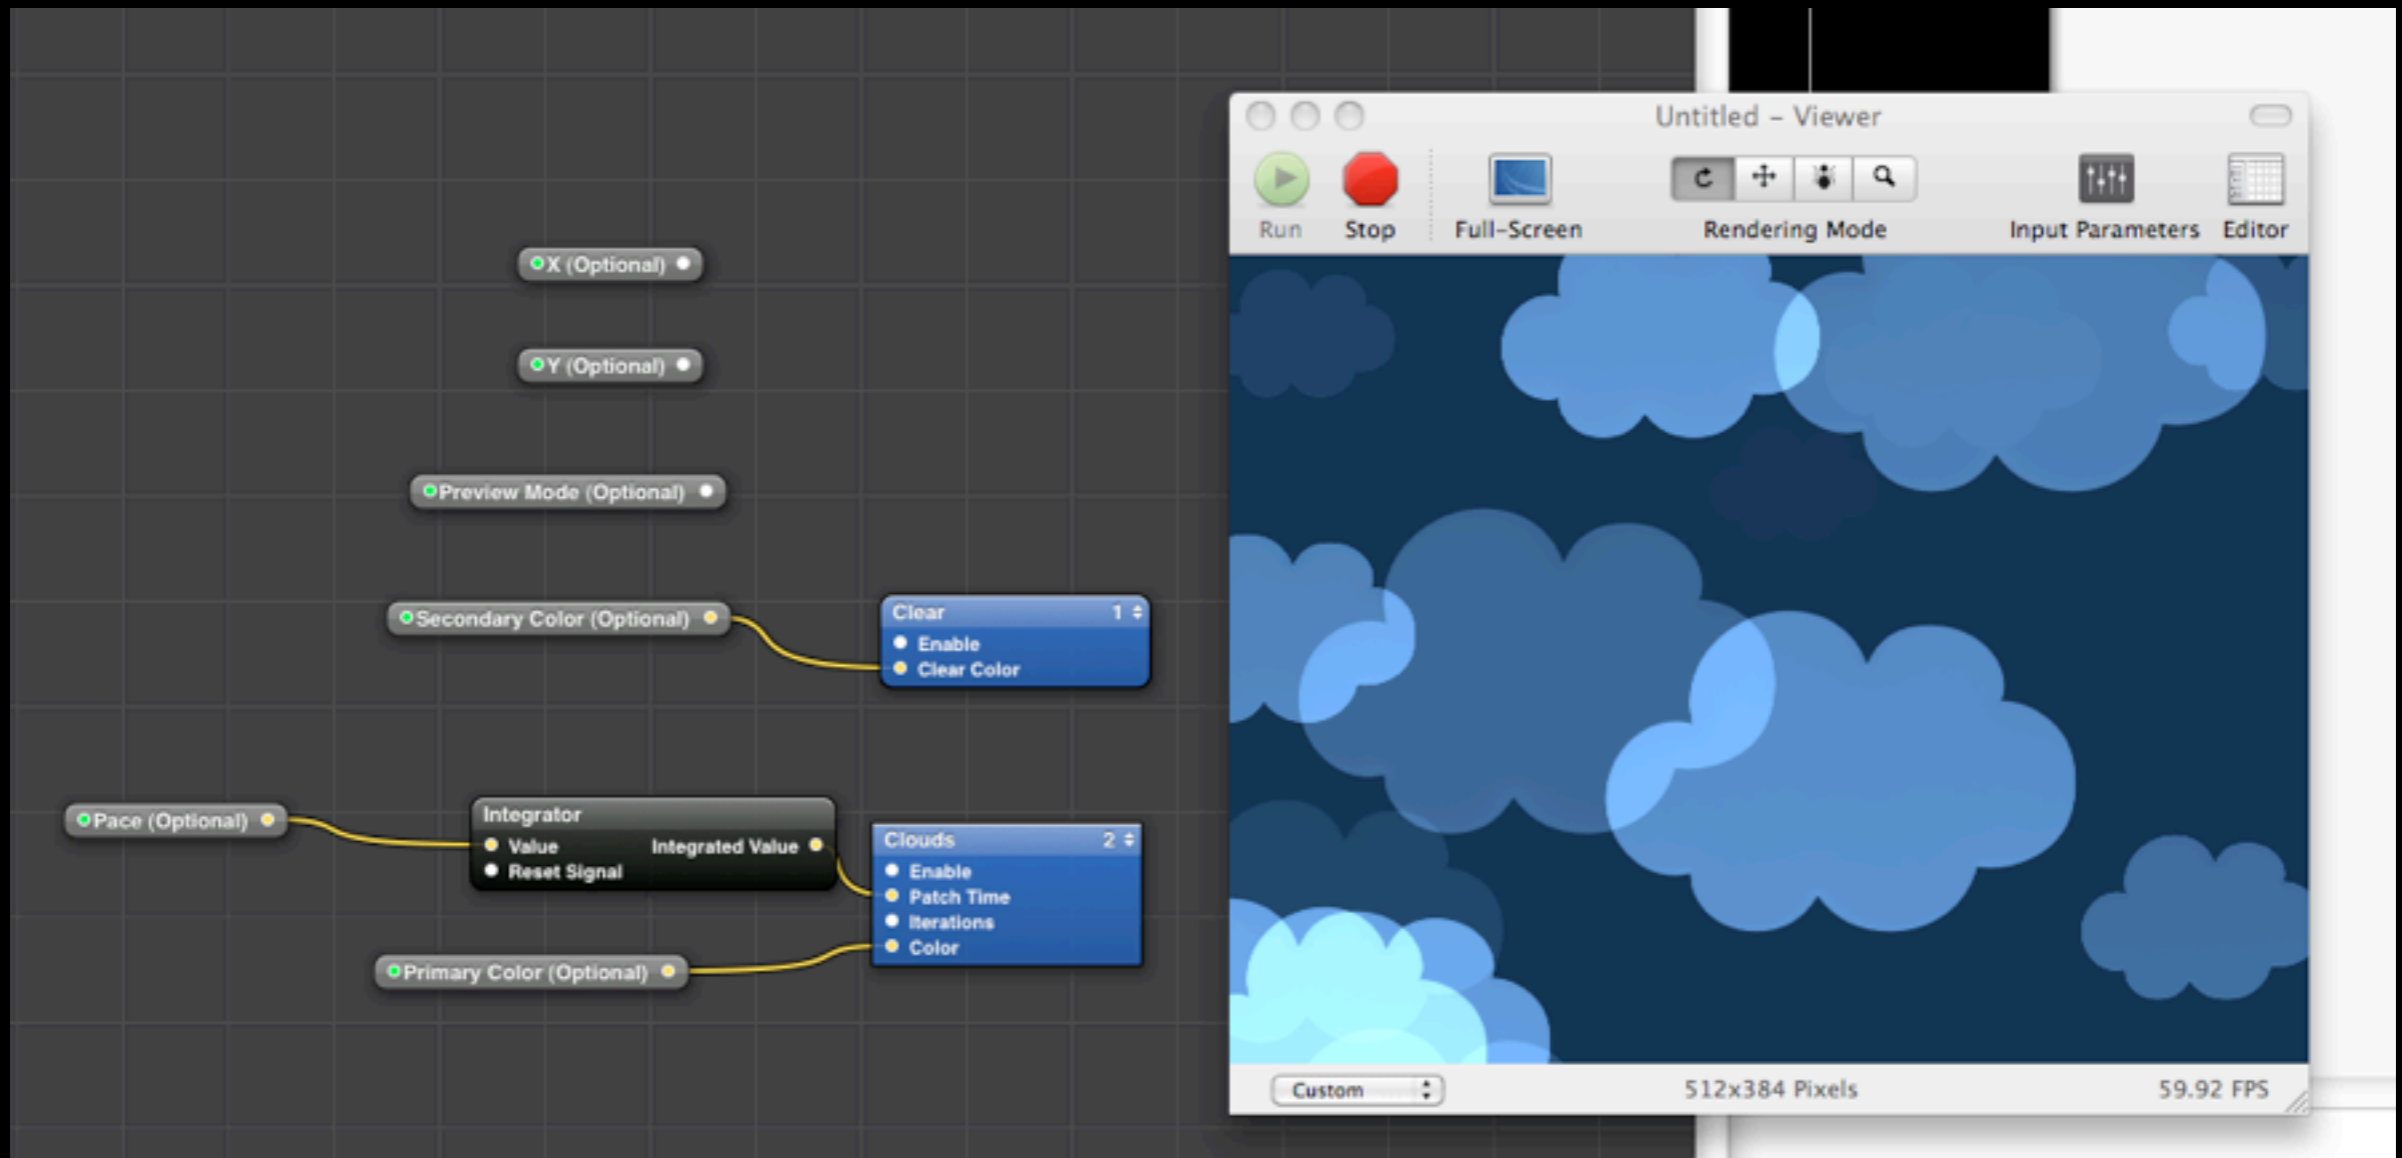 X (Optional)
Y (Optional)
Preview Mode (Optional)
Secondary Color (Optional)
Clear 1
Enable
Clear Color
Pace (Optional)
Integrator
Value Integrated Value
Reset Signal
Clouds 2
Enable
Patch Time
Iterations
Color
Primary Color (Optional)
Untitled – Viewer
Run Stop Full-Screen Rendering Mode Input Parameters Editor
Custom 512x384 Pixels 59.92 FPS